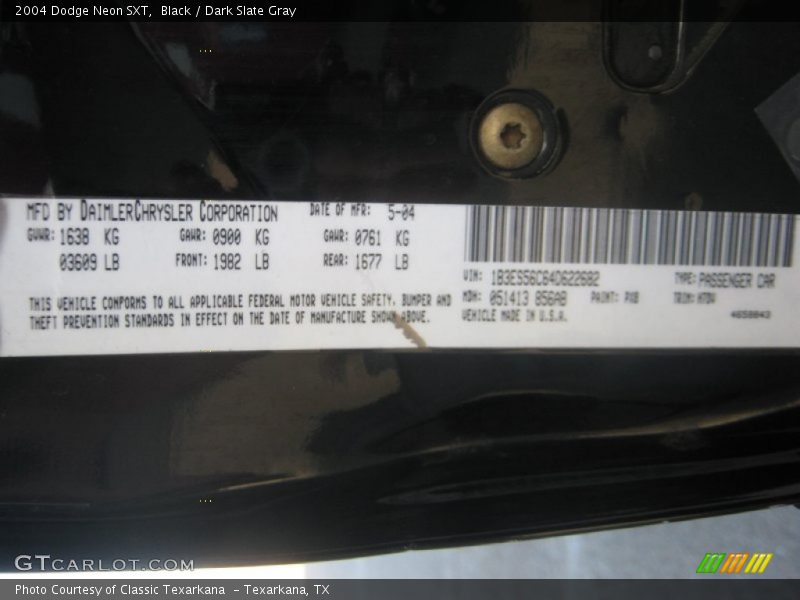 2004 Dodge Neon SXT, Black / Dark Slate Gray
MFD BY DAIMLERCHRYSLER CORPORATION DATE OF MFR: 5-04
GVWR: 1638 KG GAWR: 0900 KG GAWR: 0761 KG
03609 LB FRONT: 1982 LB REAR: 1677 LB
THIS VEHICLE CONFORMS TO ALL APPLICABLE FEDERAL MOTOR VEHICLE SAFETY, BUMPER AND
THEFT PREVENTION STANDARDS IN EFFECT ON THE DATE OF MANUFACTURE SHOWN ABOVE.
VIN: 1B3ES56C64D622682 TYPE: PASSENGER CAR
MDH: 051413 856AB PAINT: PX8 TRIM:
VEHICLE MADE IN U.S.A.
GTCARLOT.COM
Photo Courtesy of Classic Texarkana - Texarkana, TX